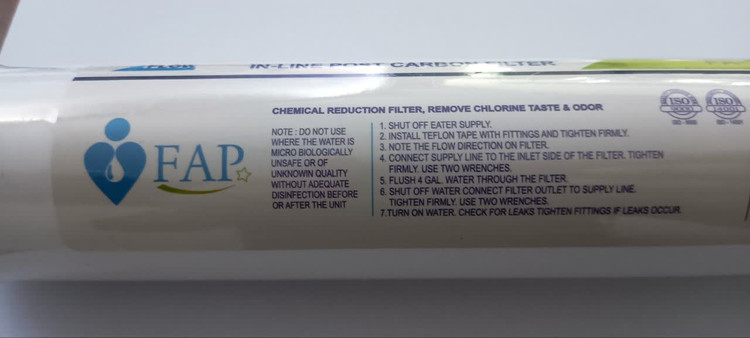 IN-LINE POST CARBON FILTER
CHEMICAL REDUCTION FILTER, REMOVE CHLORINE TASTE & ODOR
FAP
NOTE : DO NOT USE
WHERE THE WATER IS
MICRO BIOLOGICALLY
UNSAFE OR OF
UNKNOWIN QUALITY
WITHOUT ADEQUATE
DISINFECTION BEFORE
OR AFTER THE UNIT
1. SHUT OFF EATER SUPPLY.
2. INSTALL TEFLON TAPE WITH FITTINGS AND TIGHTEN FIRMLY.
3. NOTE THE FLOW DIRECTION ON FILTER.
4. CONNECT SUPPLY LINE TO THE INLET SIDE OF THE FILTER. TIGHTEN
FIRMLY. USE TWO WRENCHES.
5. FLUSH 4 GAL. WATER THROUGH THE FILTER.
6. SHUT OFF WATER CONNECT FILTER OUTLET TO SUPPLY LINE.
TIGHTEN FIRMLY. USE TWO WRENCHES.
7.TURN ON WATER. CHECK FOR LEAKS TIGHTEN FITTINGS IF LEAKS OCCUR.
ISO
9000
ISO
14001